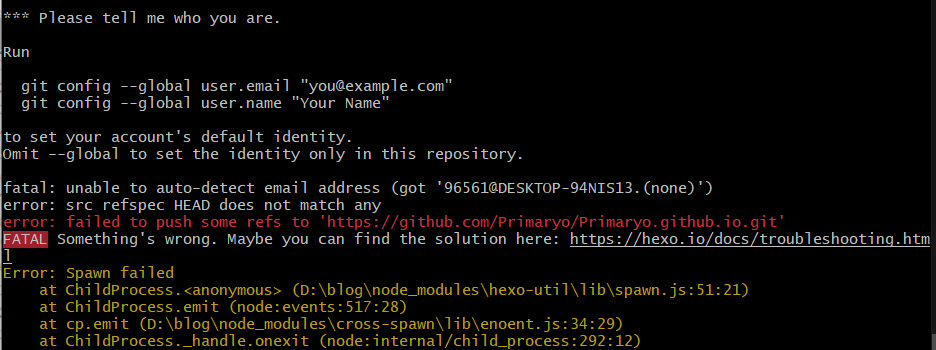 *** Please tell me who you are.
Run
git config --global user.email "you@example.com"
git config --global user.name "Your Name"
to set your account's default identity.
Omit --global to set the identity only in this repository.
fatal: unable to auto-detect email address (got '96561@DESKTOP-94NIS13.(none)')
error: src refspec HEAD does not match any
error: failed to push some refs to 'https://github.com/Primaryo/Primaryo.github.io.git'
FATAL Something's wrong. Maybe you can find the solution here: https://hexo.io/docs/troubleshooting.htm
l
Error: Spawn failed
at ChildProcess.<anonymous> (D:\blog\node_modules\hexo-util\lib\spawn.js:51:21)
at ChildProcess.emit (node:events:517:28)
at cp.emit (D:\blog\node_modules\cross-spawn\lib\enoent.js:34:29)
at ChildProcess._handle.onexit (node:internal/child_process:292:12)